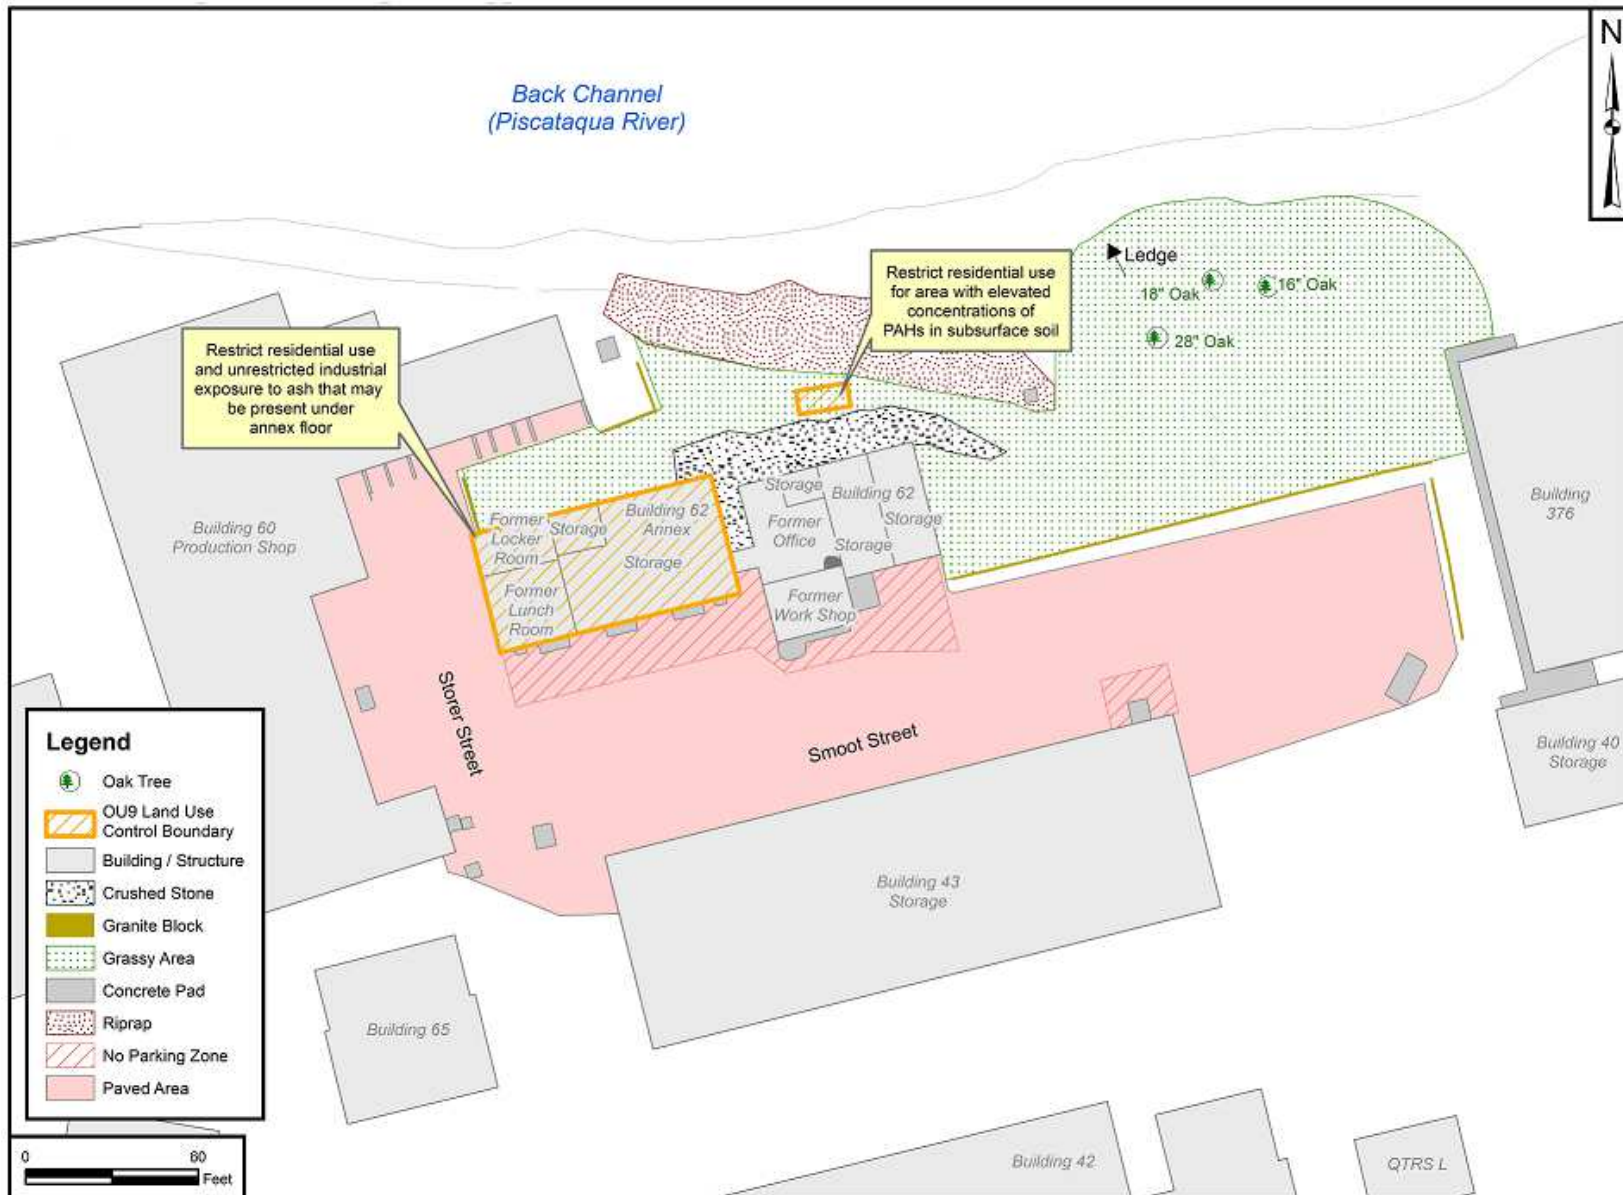 N
Back Channel
(Piscataqua River)
Restrict residential use
for area with elevated
concentrations of
PAHs in subsurface soil
Ledge
18" Oak
16" Oak
28" Oak
Restrict residential use
and unrestricted industrial
exposure to ash that may
be present under
annex floor
Building 60
Production Shop
Former
Locker
Room
Storage
Building 62
Annex
Storage
Former
Lunch
Room
Storage
Building 62
Storage
Former
Office
Storage
Former
Work Shop
Building
376
Building 40
Storage
Storer Street
Smoot Street
Building 43
Storage
Building 65
Building 42
QTRS L
Legend
Oak Tree
OU9 Land Use
Control Boundary
Building / Structure
Crushed Stone
Granite Block
Grassy Area
Concrete Pad
Riprap
No Parking Zone
Paved Area
0
Feet